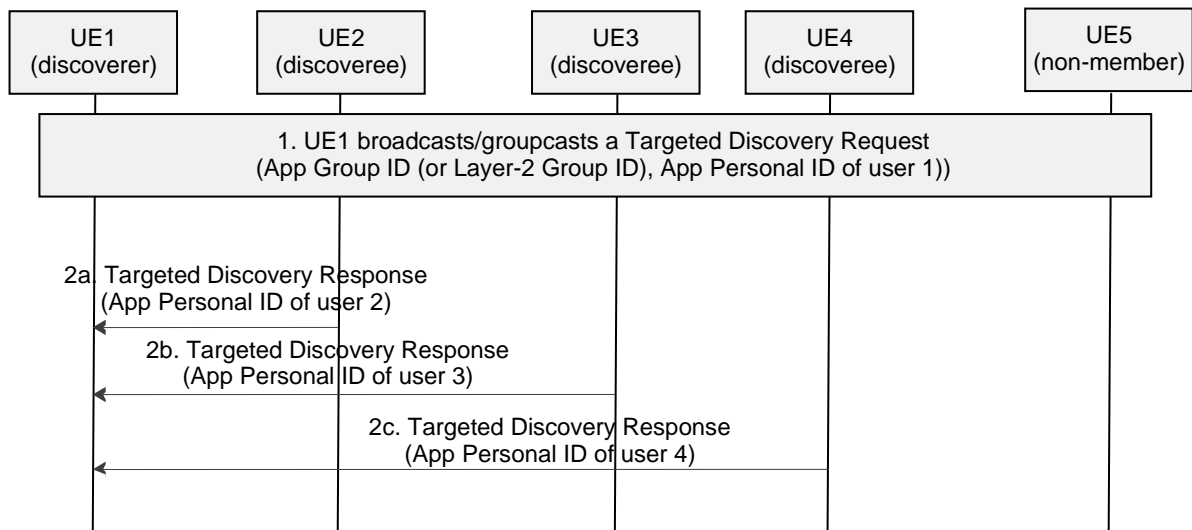 UE1
(discoverer)
UE2
(discoveree)
UE3
(discoveree)
UE4
(discoveree)
UE5
(non-member)
1. UE1 broadcasts/groupcasts a Targeted Discovery Request
(App Group ID (or Layer-2 Group ID), App Personal ID of user 1))
2a. Targeted Discovery Response
(App Personal ID of user 2)
2b. Targeted Discovery Response
(App Personal ID of user 3)
2c. Targeted Discovery Response
(App Personal ID of user 4)